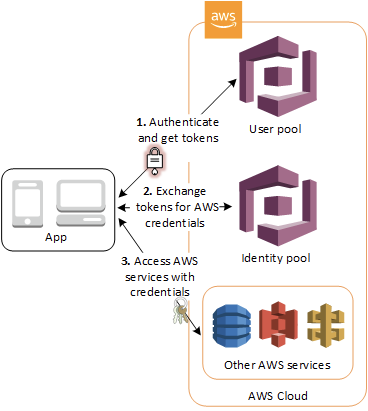 aws
1. Authenticate
and get tokens
User pool
2. Exchange
tokens for AWS
credentials
App
Identity pool
3. Access AWS
services with
credentials
Other AWS services
AWS Cloud